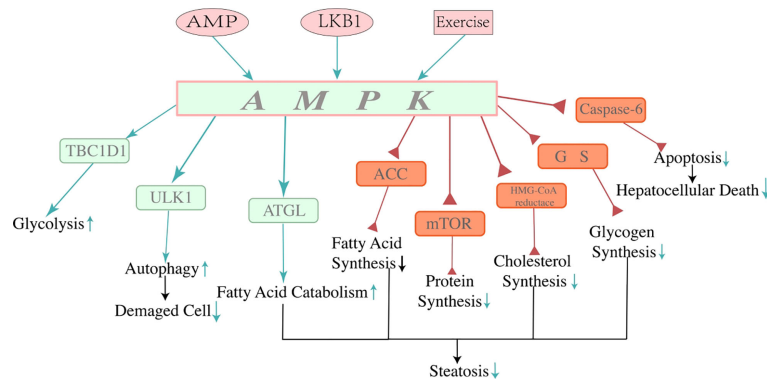 AMP
LKB1
Exercise
A M P K
Caspase-6
TBC1D1
G S
Apoptosis↓
ACC
Hepatocellular Death↓
ULK1
HMG-CoA
reductace
ATGL
Glycolysis↑
mTOR
Glycogen
Synthesis↓
Fatty Acid
Synthesis↓
Autophagy↑
Cholesterol
Synthesis↓
Protein
Synthesis↓
Fatty Acid Catabolism↑
Demaged Cell↓
Steatosis↓